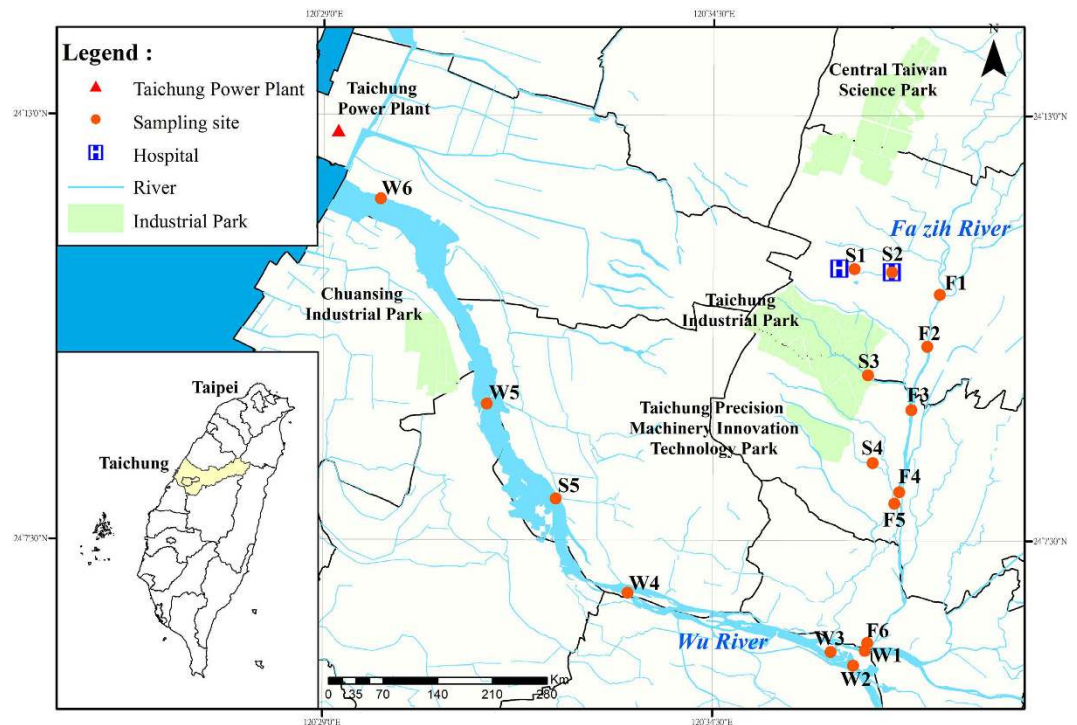 120°29'0"E
120°34'30"E
Legend :
Taichung Power Plant
Sampling site
H
Hospital
River
Industrial Park
N
Taichung
Power Plant
Central Taiwan
Science Park
24°13'0"N
24°13'0"N
W6
Fa zih River
H
S1
S2
H
F1
Chuansing
Industrial Park
Taichung
Industrial Park
F2
S3
F3
W5
Taichung Precision
Machinery Innovation
Technology Park
Taipei
Taichung
S4
F4
F5
S5
24°7'30"N
24°7'30"N
W4
Wu River
F6
W3
W1
W2
Km
0 35 70 140 210 280
120°29'0"E
120°34'30"E